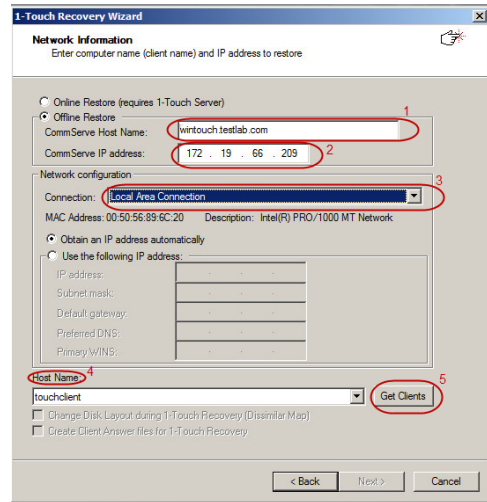 1-Touch Recovery Wizard
Network Information
Enter computer name (client name) and IP address to restore
Online Restore (requires 1-Touch Server)
Offline Restore
1
CommServe Host Name: wintouch.testlab.com
CommServe IP address: 172 . 19 . 66 . 209
2
Network configuration
3
Connection: Local Area Connection
MAC Address: 00:50:56:89:6C:20 Description: Intel(R) PRO/1000 MT Network
Obtain an IP address automatically
Use the following IP address:
IP address:
Subnet mask:
Default gateway:
Preferred DNS:
Primary WINS:
Host Name: 4
5
touchclient Get Clients
Change Disk Layout during 1-Touch Recovery (Dissimilar Map)
Create Client Answer files for 1-Touch Recovery
< Back Next > Cancel